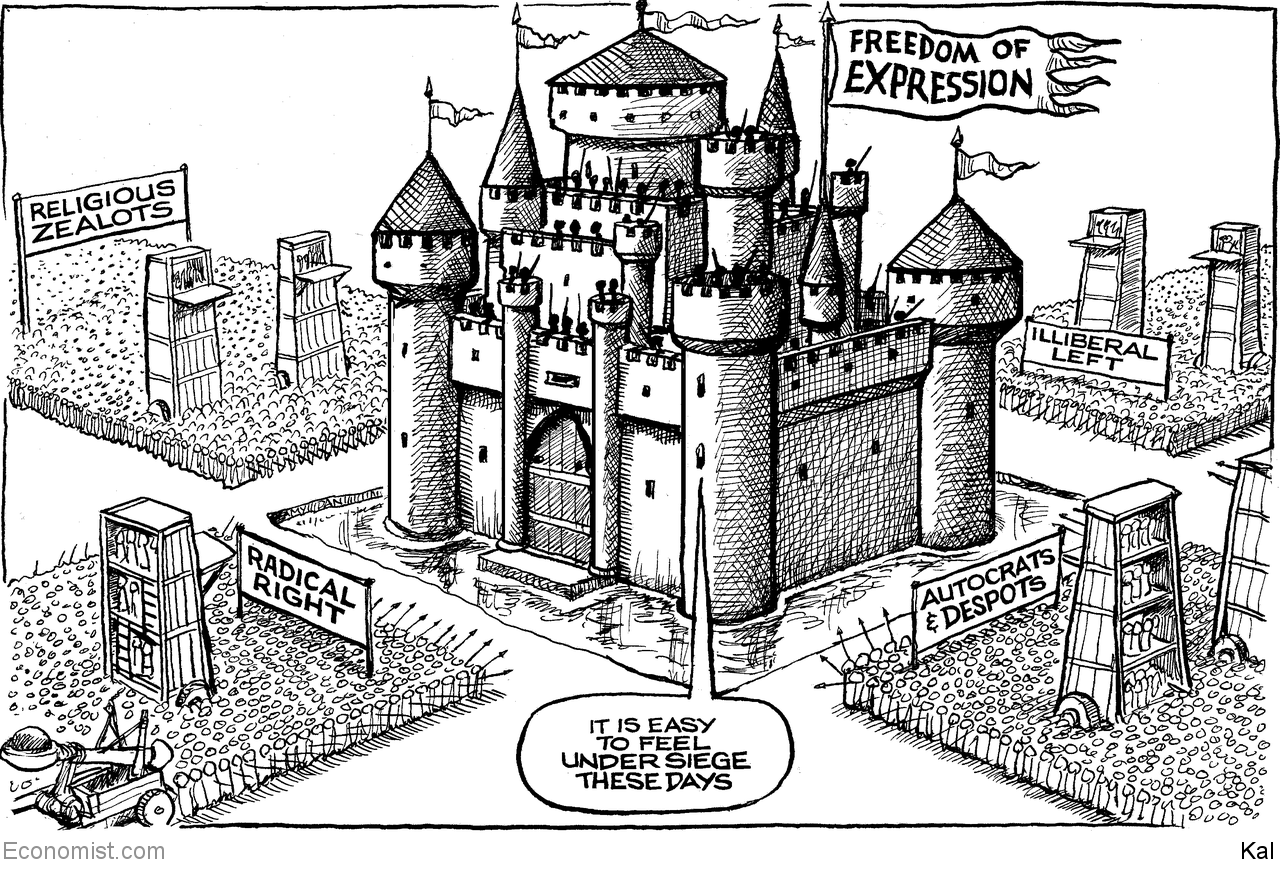 FREEDOM OF
EXPRESSION
RELIGIOUS
ZEALOTS
ILLIBERAL
LEFT
RADICAL
RIGHT
AUTOCRATS
& DESPOTS
IT IS EASY
TO FEEL
UNDER SIEGE
THESE DAYS
Economist.com
Kal